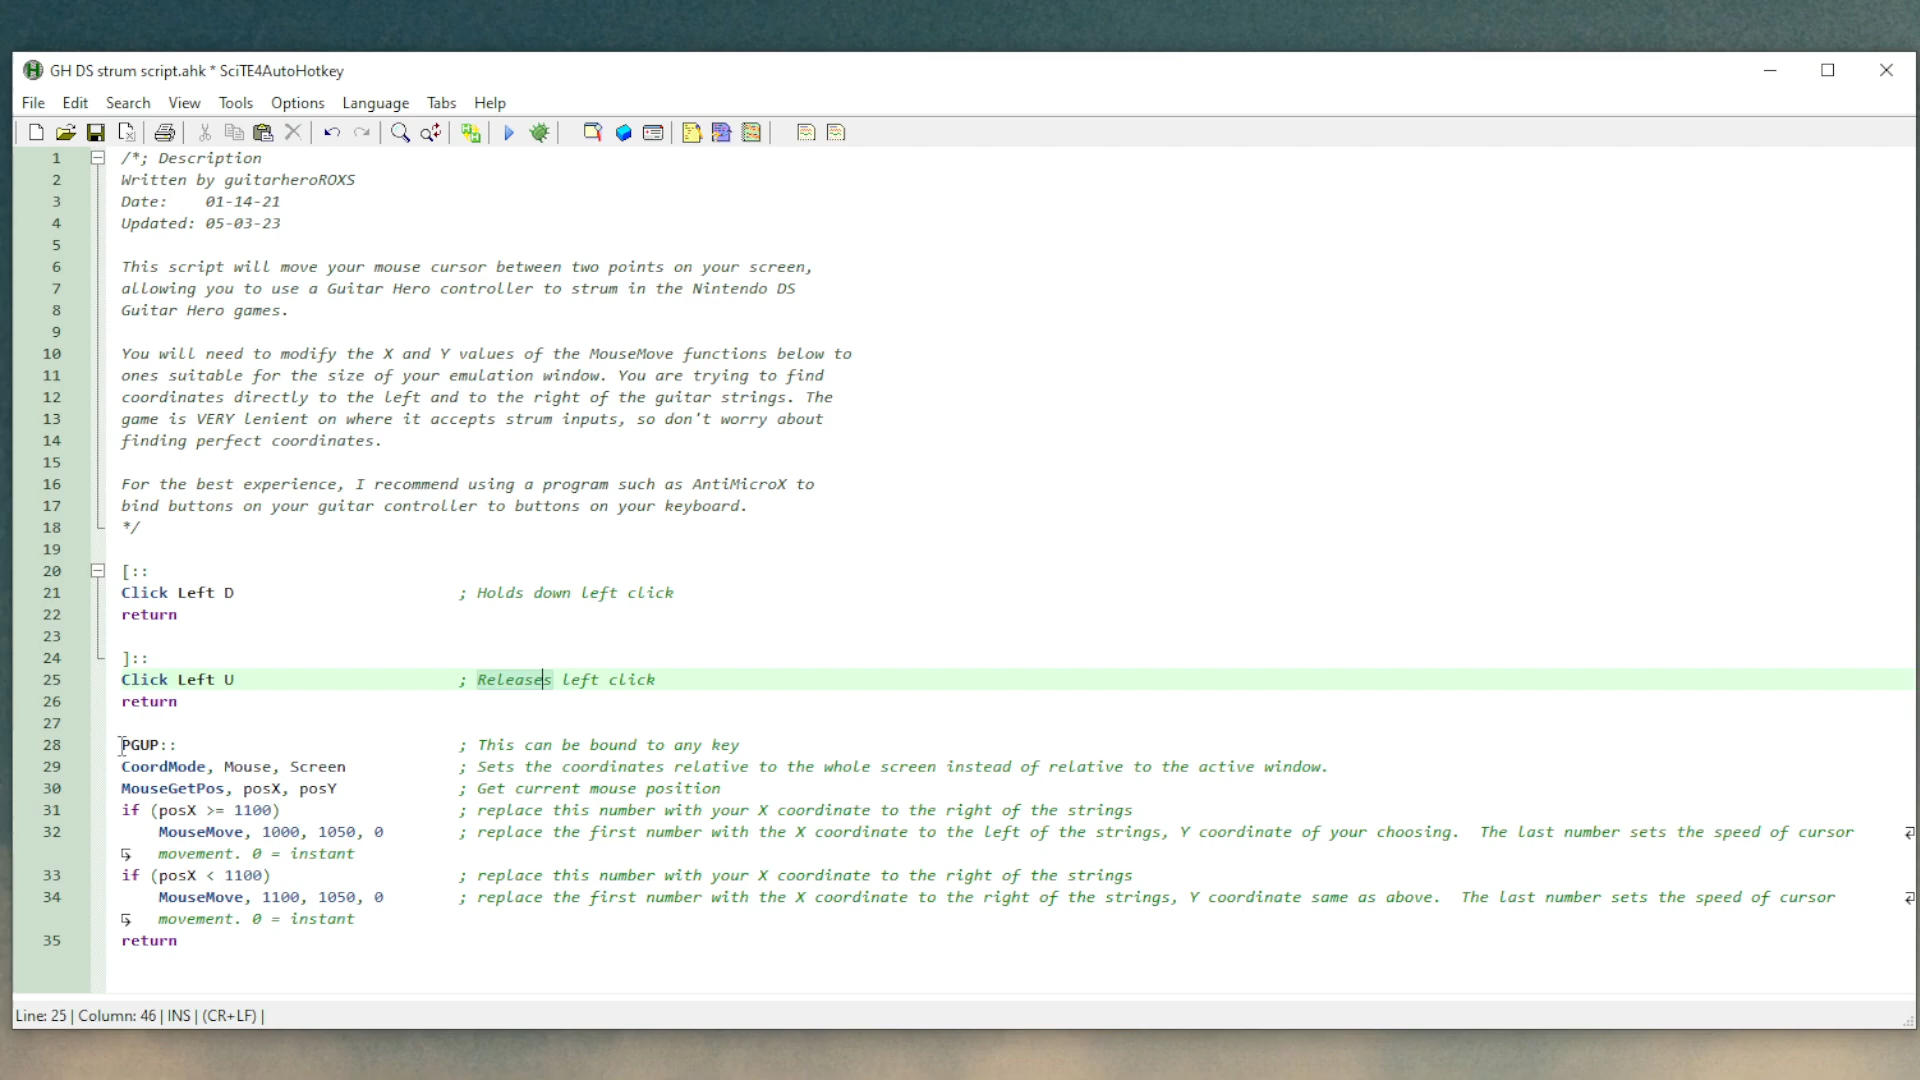 GH DS strum script.ahk * SciTE4AutoHotkey
File Edit Search View Tools Options Language Tabs Help
1 /*; Description
2 Written by guitarheroROXS
3 Date: 01-14-21
4 Updated: 05-03-23
5
6 This script will move your mouse cursor between two points on your screen,
7 allowing you to use a Guitar Hero controller to strum in the Nintendo DS
8 Guitar Hero games.
9
10 You will need to modify the X and Y values of the MouseMove functions below to
11 ones suitable for the size of your emulation window. You are trying to find
12 coordinates directly to the left and to the right of the guitar strings. The
13 game is VERY lenient on where it accepts strum inputs, so don't worry about
14 finding perfect coordinates.
15
16 For the best experience, I recommend using a program such as AntiMicroX to
17 bind buttons on your guitar controller to buttons on your keyboard.
18 */
19
20 [::
21 Click Left D ; Holds down left click
22 return
23
24 ]::
25 Click Left U ; Releases left click
26 return
27
28 PGUP:: ; This can be bound to any key
29 CoordMode, Mouse, Screen ; Sets the coordinates relative to the whole screen instead of relative to the active window.
30 MouseGetPos, posX, posY ; Get current mouse position
31 if (posX >= 1100) ; replace this number with your X coordinate to the right of the strings
32 MouseMove, 1000, 1050, 0 ; replace the first number with the X coordinate to the left of the strings, Y coordinate of your choosing. The last number sets the speed of cursor
movement. 0 = instant
33 if (posX < 1100) ; replace this number with your X coordinate to the right of the strings
34 MouseMove, 1100, 1050, 0 ; replace the first number with the X coordinate to the right of the strings, Y coordinate same as above. The last number sets the speed of cursor
movement. 0 = instant
35 return
Line: 25 | Column: 46 | INS | (CR+LF) |